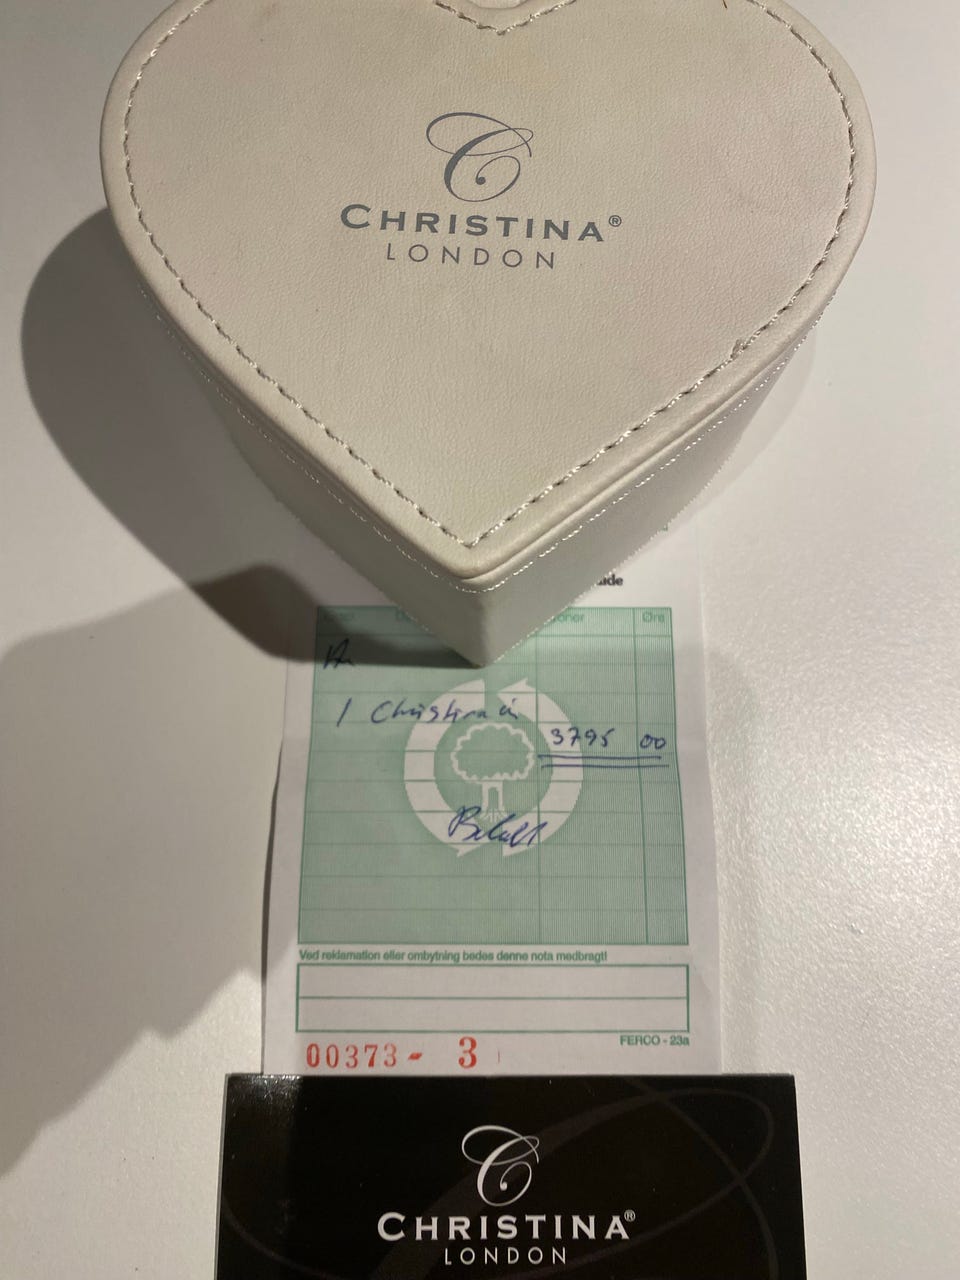 CHRISTINA®
LONDON
Kroner Øre
1 Christina ur
3795 00
Betalt
Ved reklamation eller ombytning bedes denne nota medbragt!
FERCO - 23a
00373 - 3
CHRISTINA®
LONDON